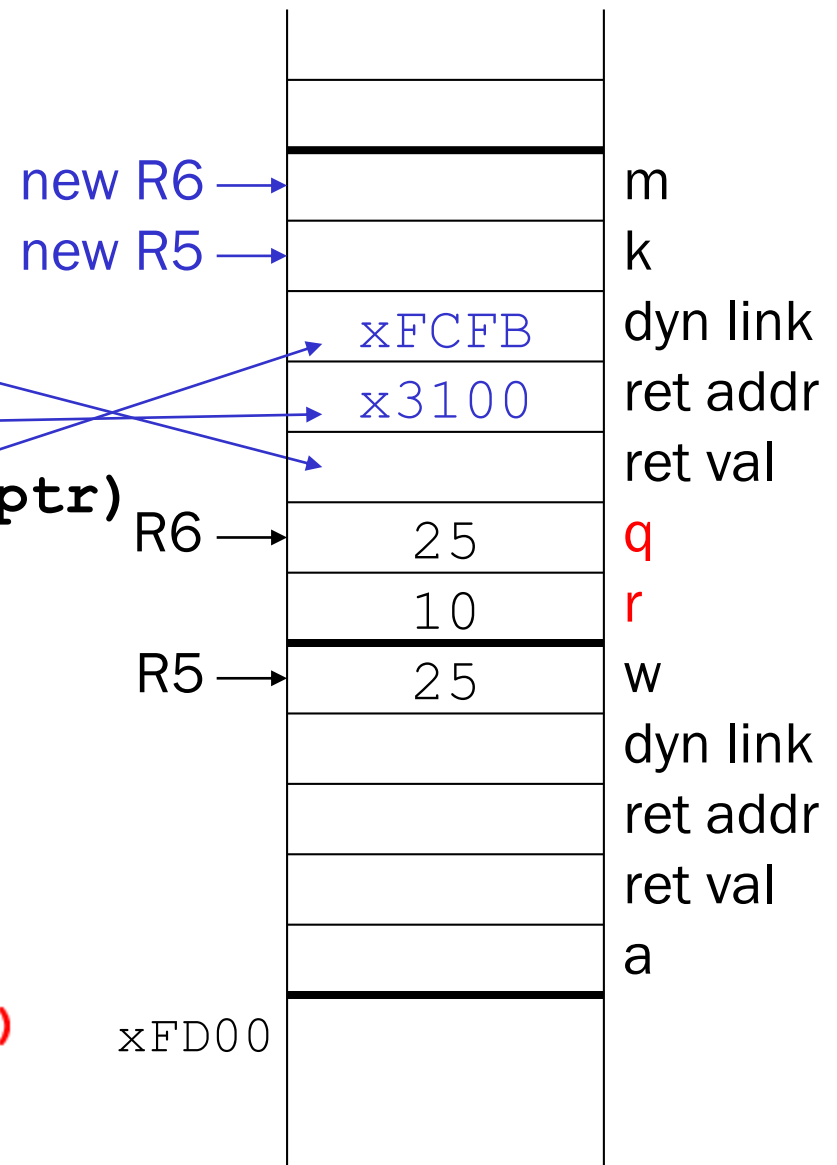 new R6 m
new R5 k
xFCFB dyn link
x3100 ret addr
ret val
ptr)
R6 25 q
10 r
R5 25 w
dyn link
ret addr
ret val
a
)
xFD00